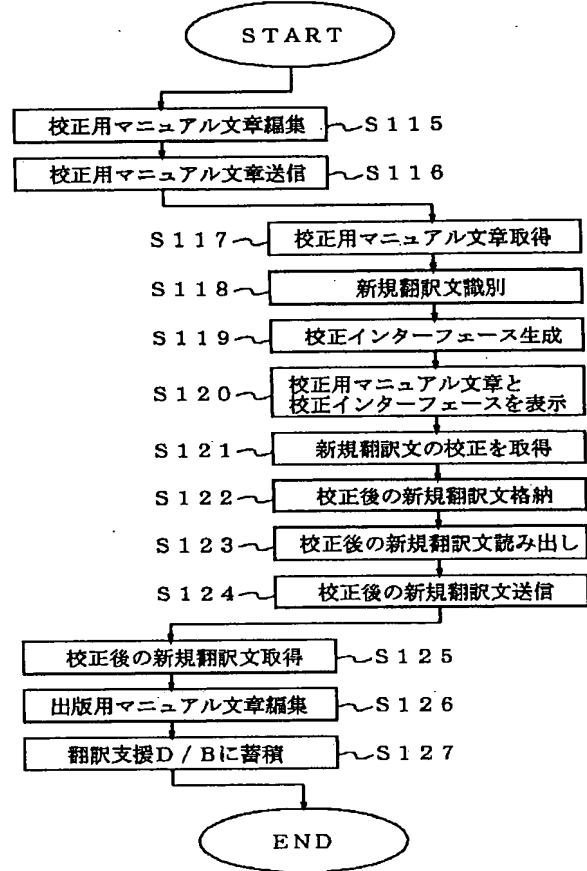 START
校正用マニュアル文章編集 S115
校正用マニュアル文章送信 S116
S117 校正用マニュアル文章取得
S118 新規翻訳文識別
S119 校正インターフェース生成
S120 校正用マニュアル文章と
校正インターフェースを表示
S121 新規翻訳文の校正を取得
S122 校正後の新規翻訳文格納
S123 校正後の新規翻訳文読み出し
S124 校正後の新規翻訳文送信
校正後の新規翻訳文取得 S125
出版用マニュアル文章編集 S126
翻訳支援D/Bに蓄積 S127
END